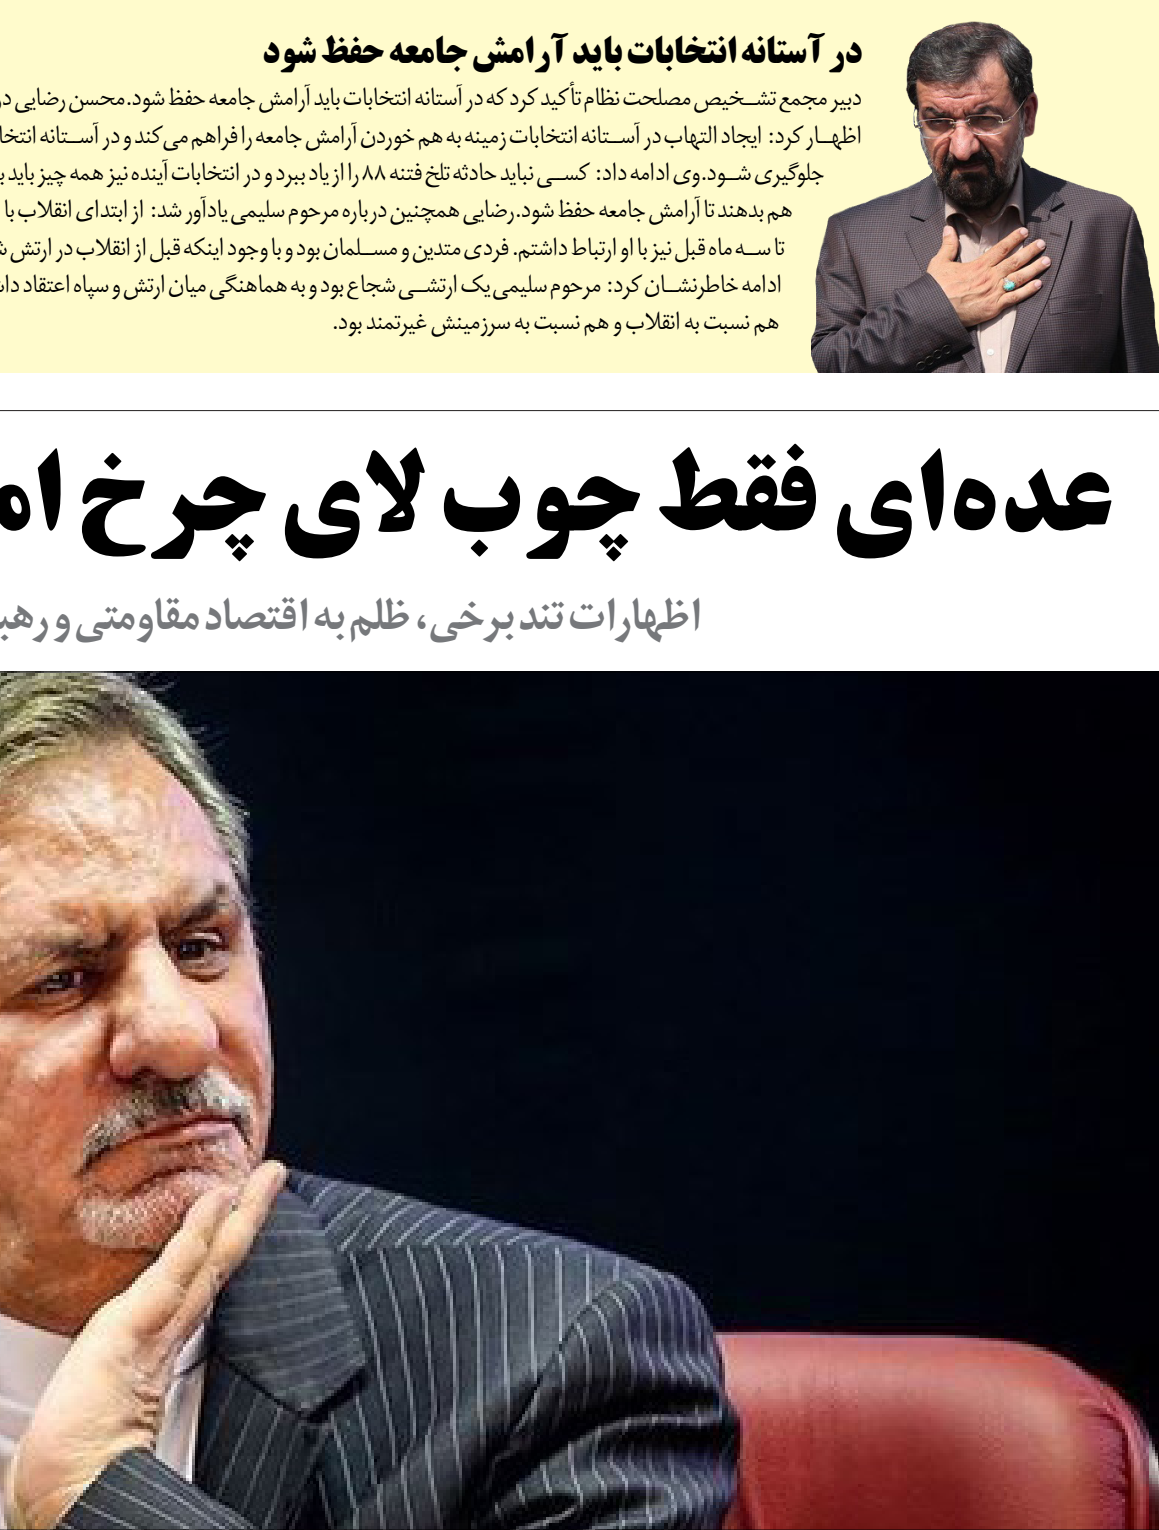 در آستانه انتخابات باید آرامش جامعه حفظ شود
دبیر مجمع تشخیص مصلحت نظام تأکید کرد که در آستانه انتخابات باید آرامش جامعه حفظ شود. محسن رضایی
اظهار کرد: ایجاد التهاب در آستانه انتخابات زمینه به هم خوردن آرامش جامعه را فراهم می‌کند و در آستانه
جلوگیری شود. وی ادامه داد: کسی نباید حادثه تلخ فتنه ۸۸ را از یاد ببرد و در انتخابات آینده نیز همه چیز باید
هم بدهند تا آرامش جامعه حفظ شود. رضایی همچنین درباره مرحوم سلیمی یادآور شد: از ابتدای انقلاب با
تا سه ماه قبل نیز با او ارتباط داشتم. فردی متدین و مسلمان بود و با وجود اینکه قبل از انقلاب در ارتش
ادامه خاطرنشان کرد: مرحوم سلیمی یک ارتشی شجاع بود و به هماهنگی میان ارتش و سپاه اعتقاد
هم نسبت به انقلاب و هم نسبت به سرزمینش غیرتمند بود.
عده‌ای فقط چوب لای چرخ
اظهارات تند برخی، ظلم به اقتصاد مقاومتی و